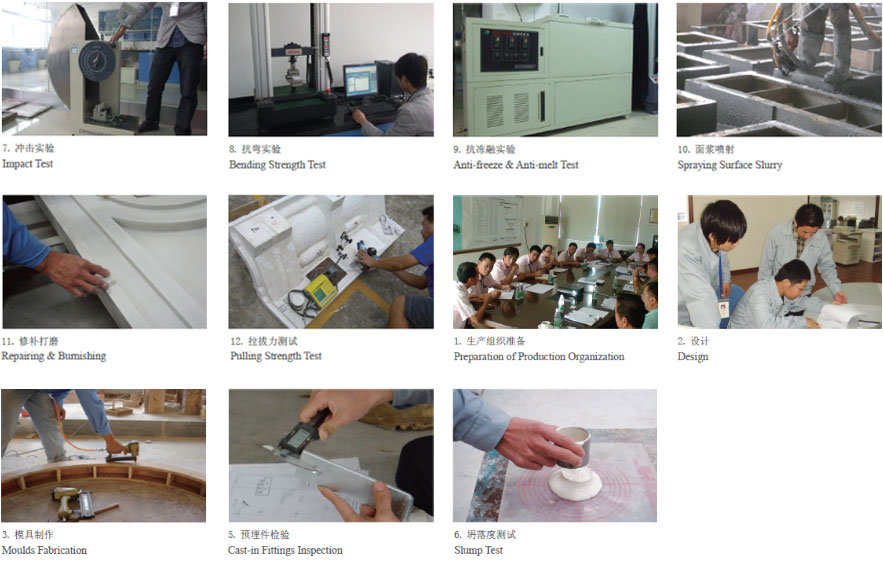 7. 冲击实验
Impact Test
8. 抗弯实验
Bending Strength Test
9. 抗冻融实验
Anti-freeze & Anti-melt Test
10. 面浆喷射
Spraying Surface Slurry
11. 修补打磨
Repairing & Burnishing
12. 拉拔力测试
Pulling Strength Test
1. 生产组织准备
Preparation of Production Organization
2. 设计
Design
3. 模具制作
Moulds Fabrication
5. 预埋件检验
Cast-in Fittings Inspection
6. 坍落度测试
Slump Test